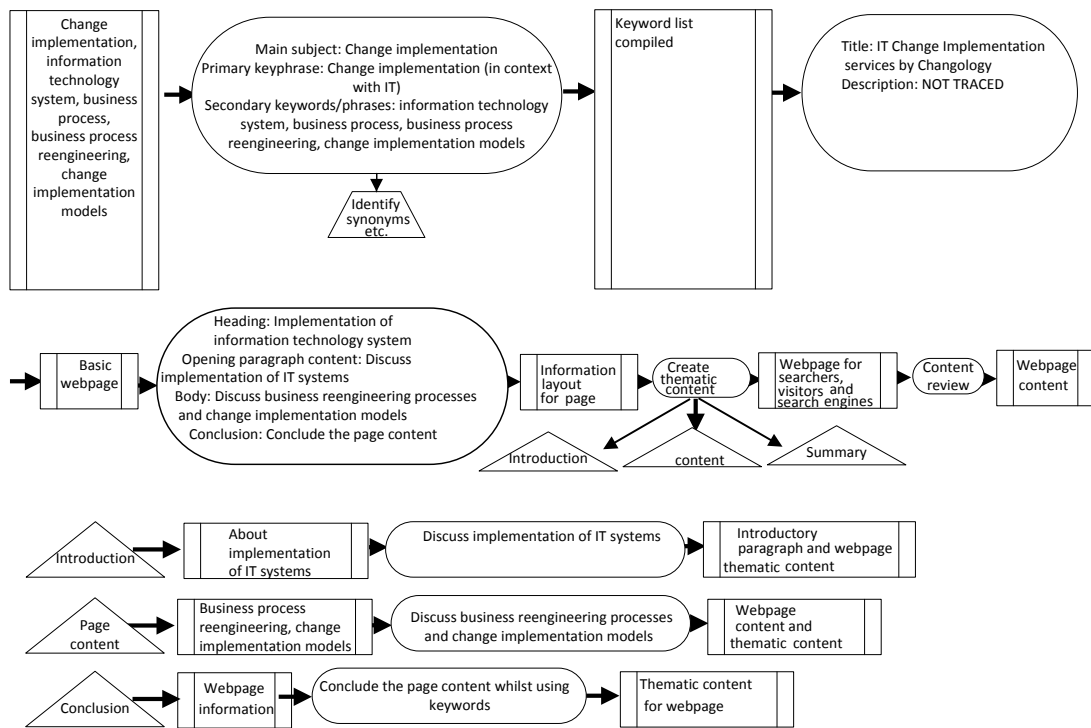 Change
implementation,
information
technology
system, business
process,
business process
reengineering,
change
implementation
models
Main subject: Change implementation
Primary keyphrase: Change implementation (in context
with IT)
Secondary keywords/phrases: information technology
system, business process, business process
reengineering, change implementation models
Identify
synonyms
etc.
Keyword list
compiled
Title: IT Change Implementation
services by Changology
Description: NOT TRACED
Basic
webpage
Heading: Implementation of
information technology system
Opening paragraph content: Discuss
implementation of IT systems
Body: Discuss business reengineering processes
and change implementation models
Conclusion: Conclude the page content
Information
layout
for page
Create
thematic
content
Webpage for
searchers,
visitors and
search engines
Content
review
Webpage
content
Introduction
content
Summary
Introduction
About
implementation
of IT systems
Discuss implementation of IT systems
Introductory
paragraph and webpage
thematic content
Page
content
Business process
reengineering, change
implementation models
Discuss business reengineering processes
and change implementation models
Webpage
content and
thematic content
Conclusion
Webpage
information
Conclude the page content whilst using
keywords
Thematic content
for webpage